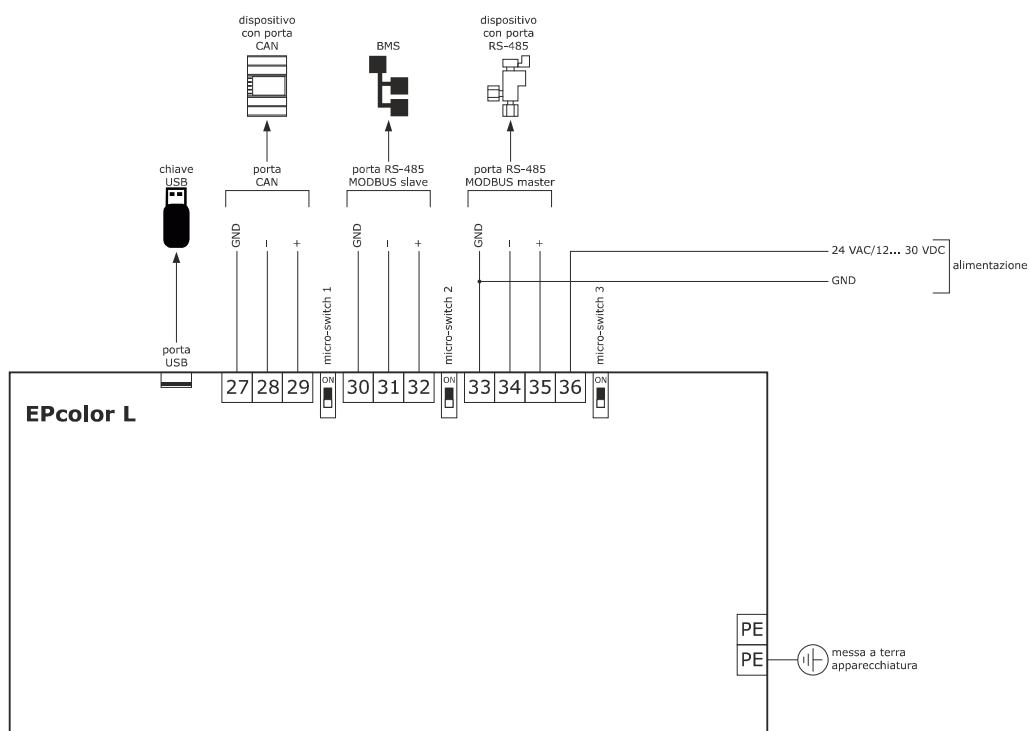 dispositivo
con porta
CAN
BMS
dispositivo
con porta
RS-485
chiave
USB
porta
CAN
porta RS-485
MODBUS slave
porta RS-485
MODBUS master
GND
–
+
GND
–
+
GND
–
+
24 VAC/12... 30 VDC
GND
alimentazione
micro-switch 1
micro-switch 2
micro-switch 3
porta
USB
27 28 29 ON 30 31 32 ON 33 34 35 36 ON
EPcolor L
PE
PE
messa a terra
apparecchiatura